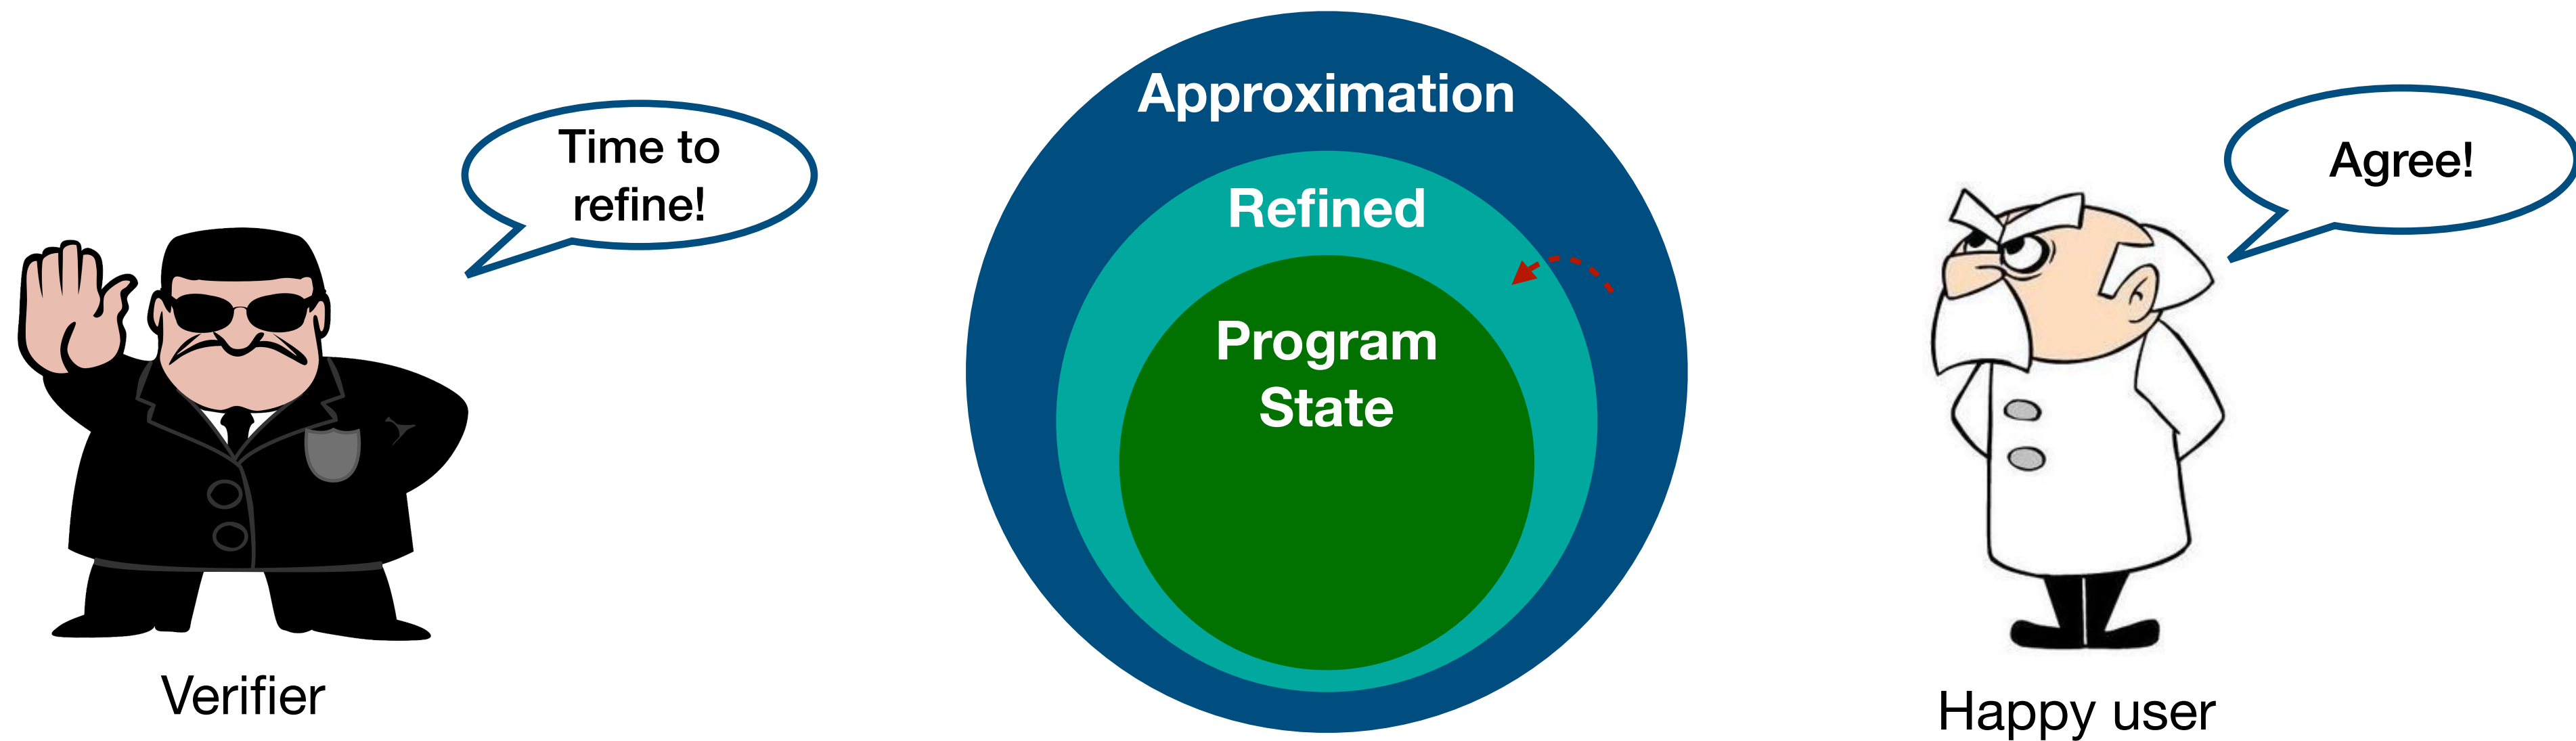 Time to
refine!
Verifier
Approximation
Refined
Program
State
Agree!
Happy user